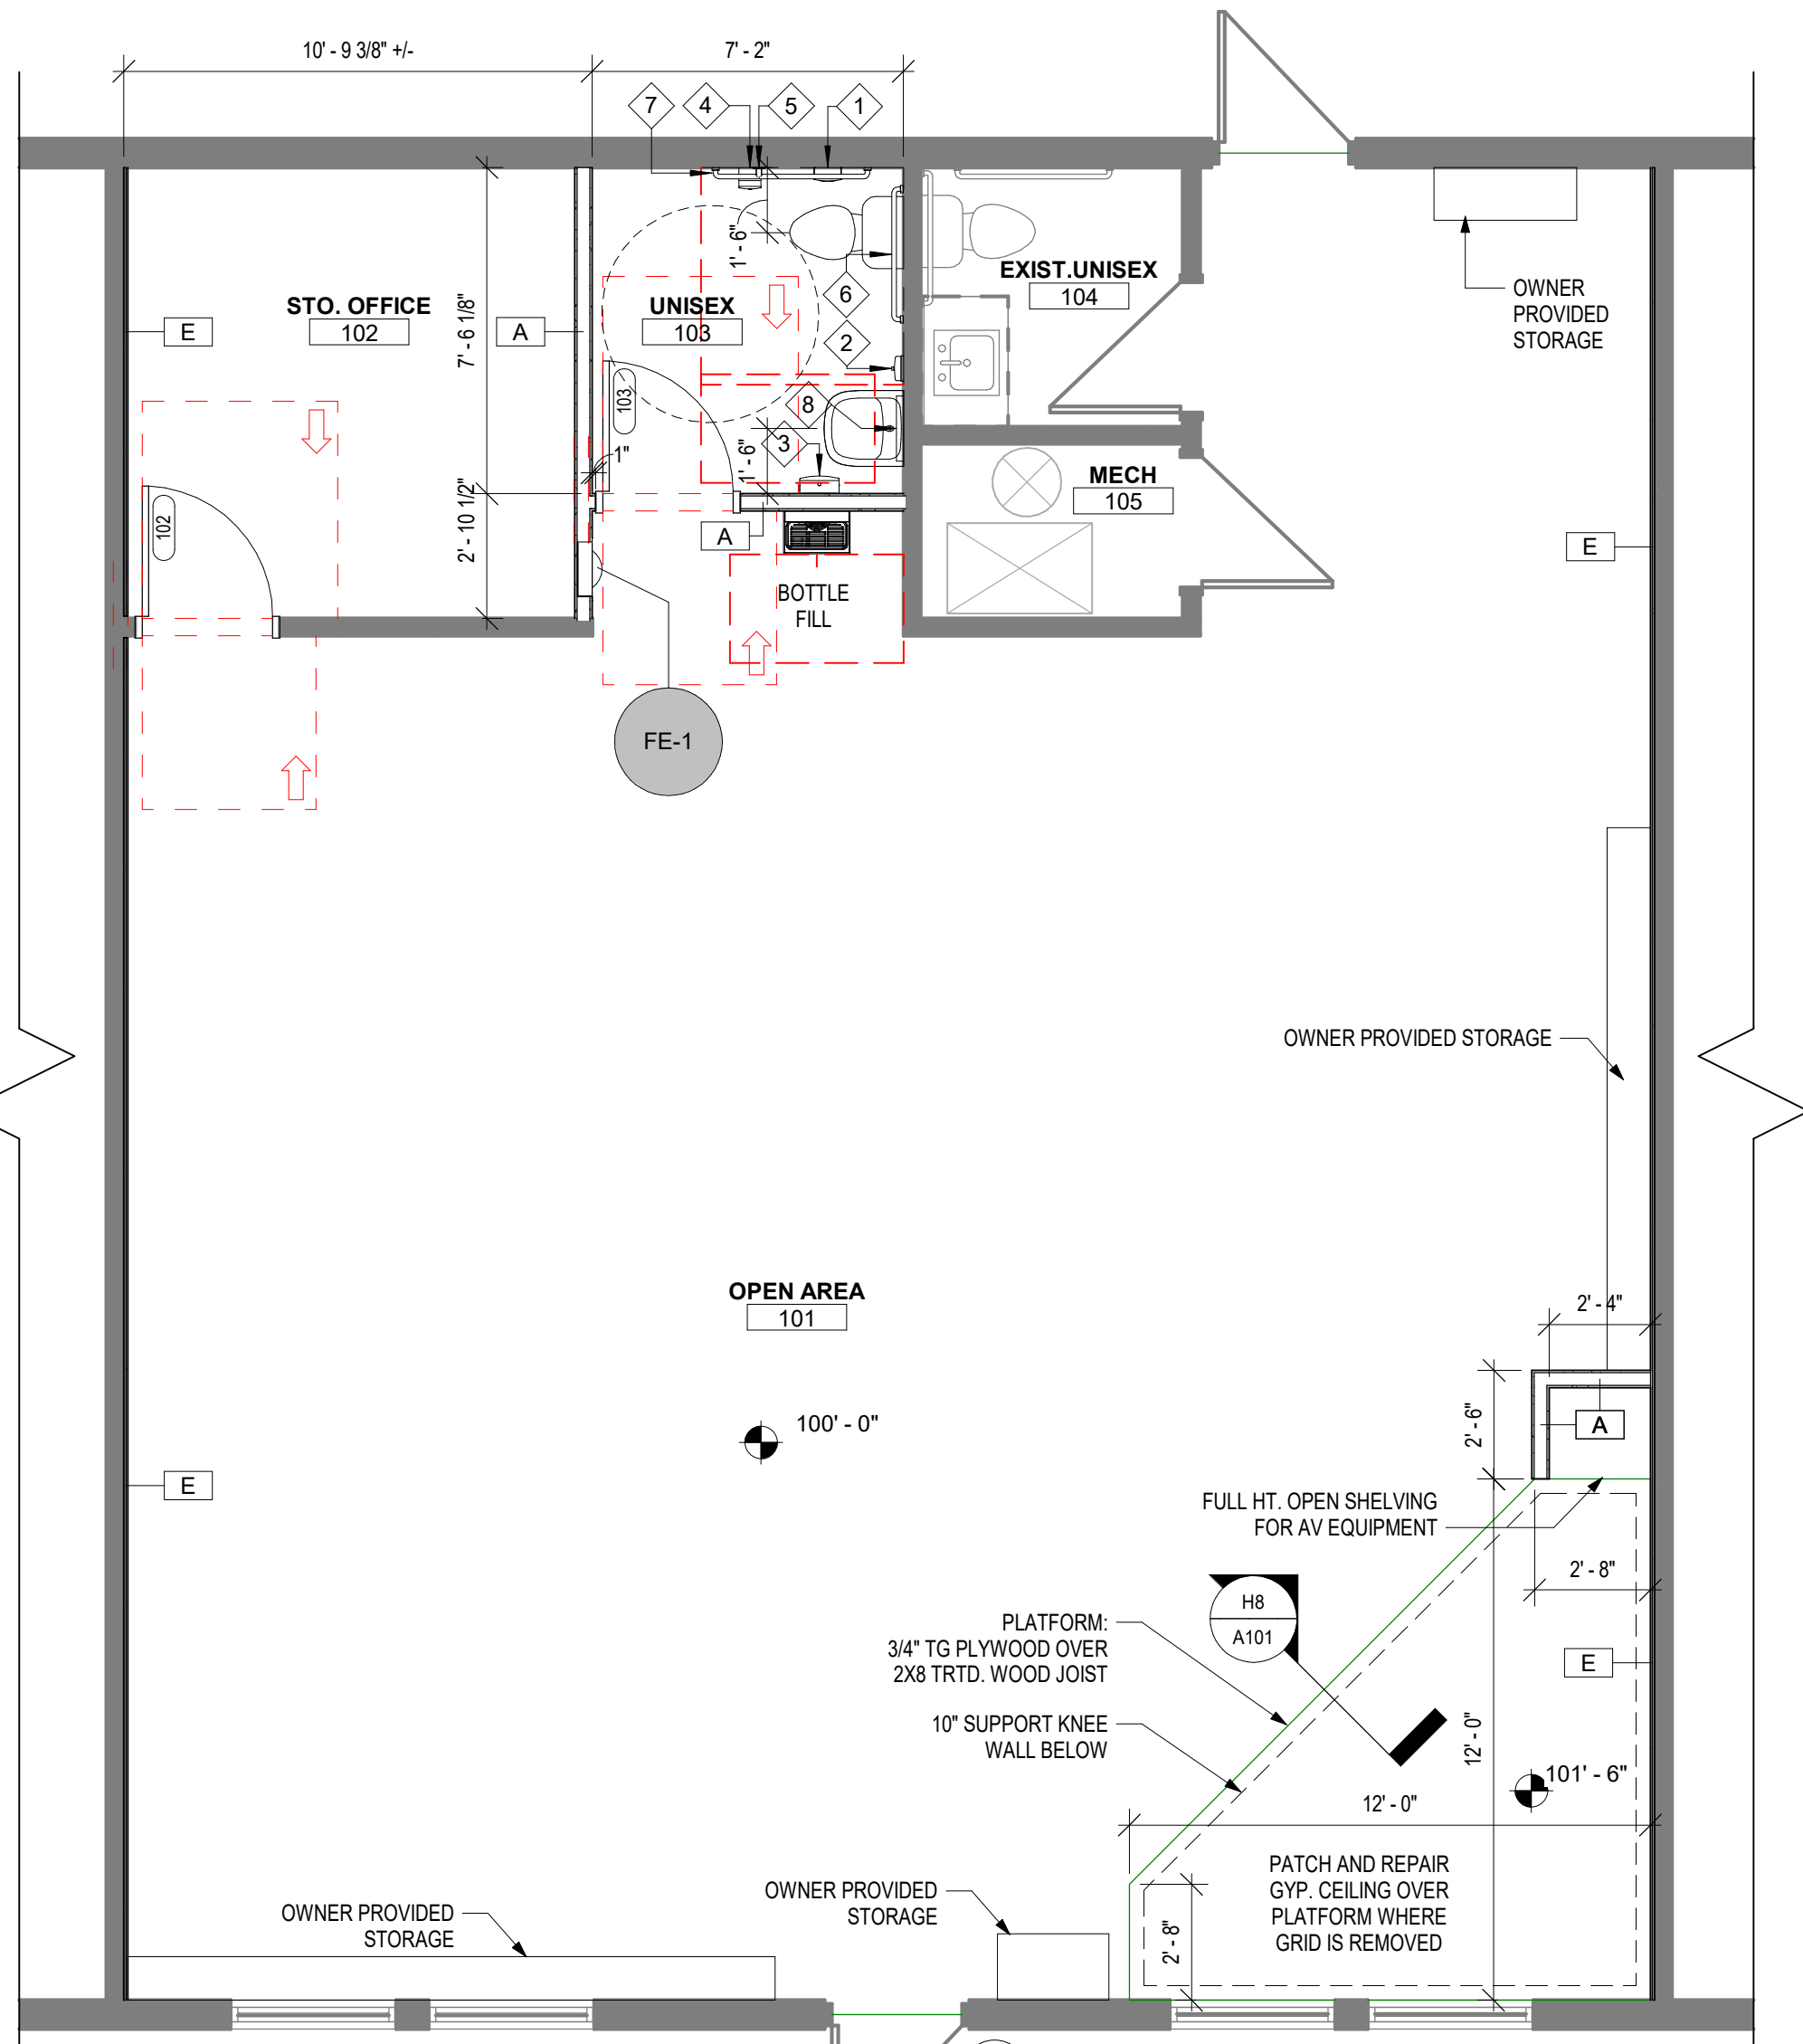 10' - 9 3/8" +/-
7' - 2"
7
4
5
1
1' - 6"
6
2
8
3
1' - 6"
STO. OFFICE
102
E
A
7' - 6 1/8"
2' - 10 1/2"
UNISEX
103
103
1"
102
A
BOTTLE
FILL
FE-1
EXIST.UNISEX
104
MECH
105
OWNER
PROVIDED
STORAGE
E
OWNER PROVIDED STORAGE
OPEN AREA
101
100' - 0"
E
2' - 4"
2' - 6"
A
FULL HT. OPEN SHELVING
FOR AV EQUIPMENT
2' - 8"
H8
A101
PLATFORM:
3/4" TG PLYWOOD OVER
2X8 TRTD. WOOD JOIST
E
10" SUPPORT KNEE
WALL BELOW
12' - 0"
101' - 6"
12' - 0"
PATCH AND REPAIR
GYP. CEILING OVER
PLATFORM WHERE
GRID IS REMOVED
2' - 8"
OWNER PROVIDED
STORAGE
OWNER PROVIDED
STORAGE